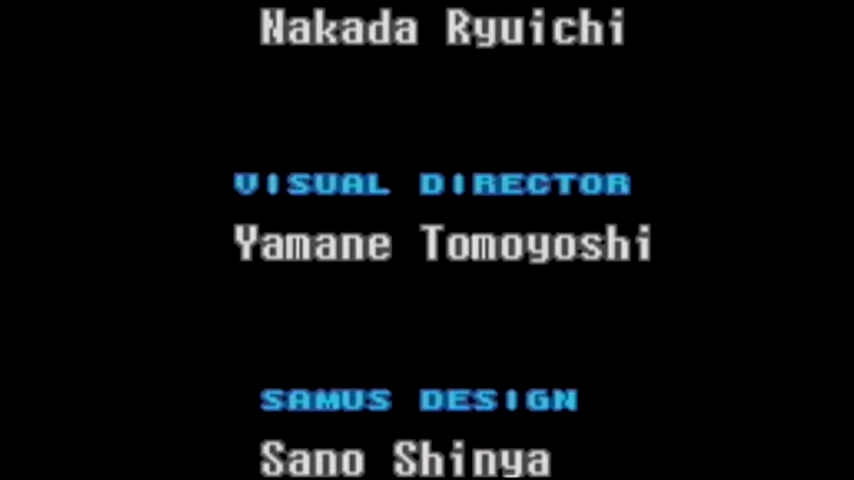 Nakada Ryuichi
VISUAL DIRECTOR
Yamane Tomoyoshi
SAMUS DESIGN
Sano Shinya